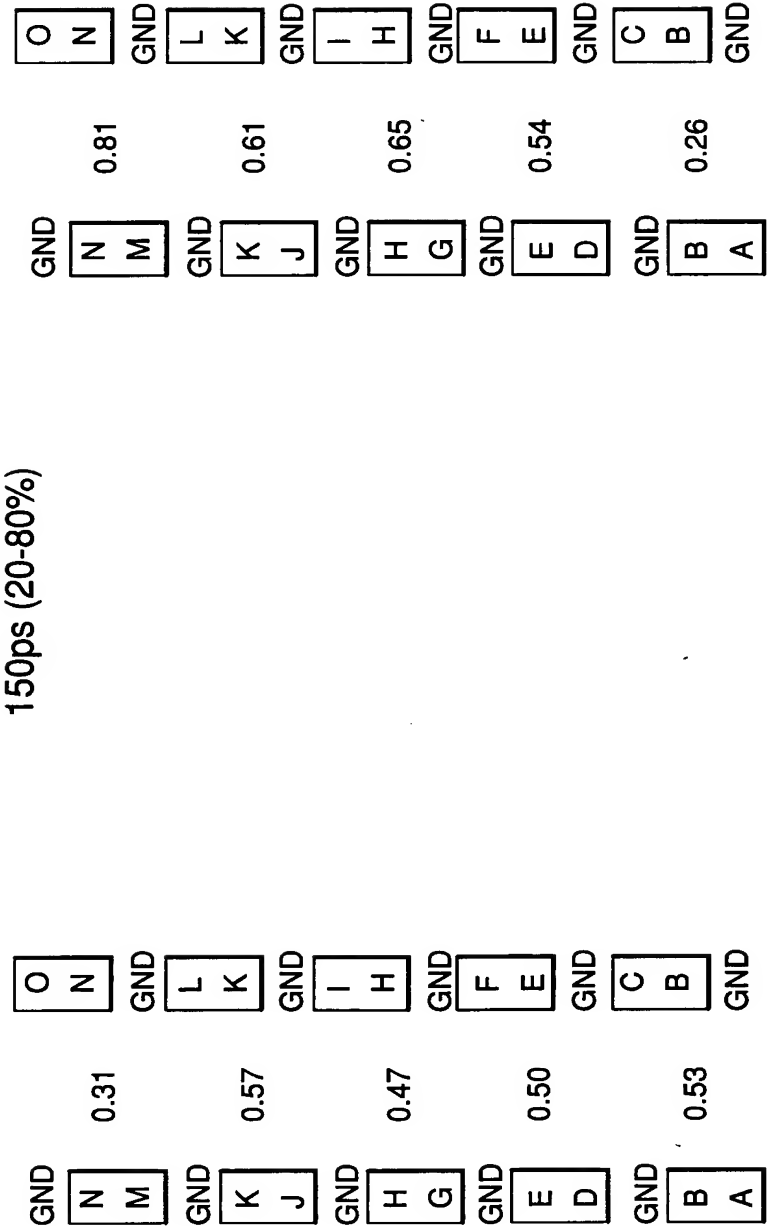 150ps (20-80%)
GND O GND O
N 0.31 N N 0.81 N
M GND M GND
GND L GND L
K 0.57 K K 0.61 K
J GND J GND
GND I GND I
H 0.47 H H 0.65 H
G GND G GND
GND F GND F
E 0.50 E E 0.54 E
D GND D GND
GND C GND C
B 0.53 B B 0.26 B
A GND A GND